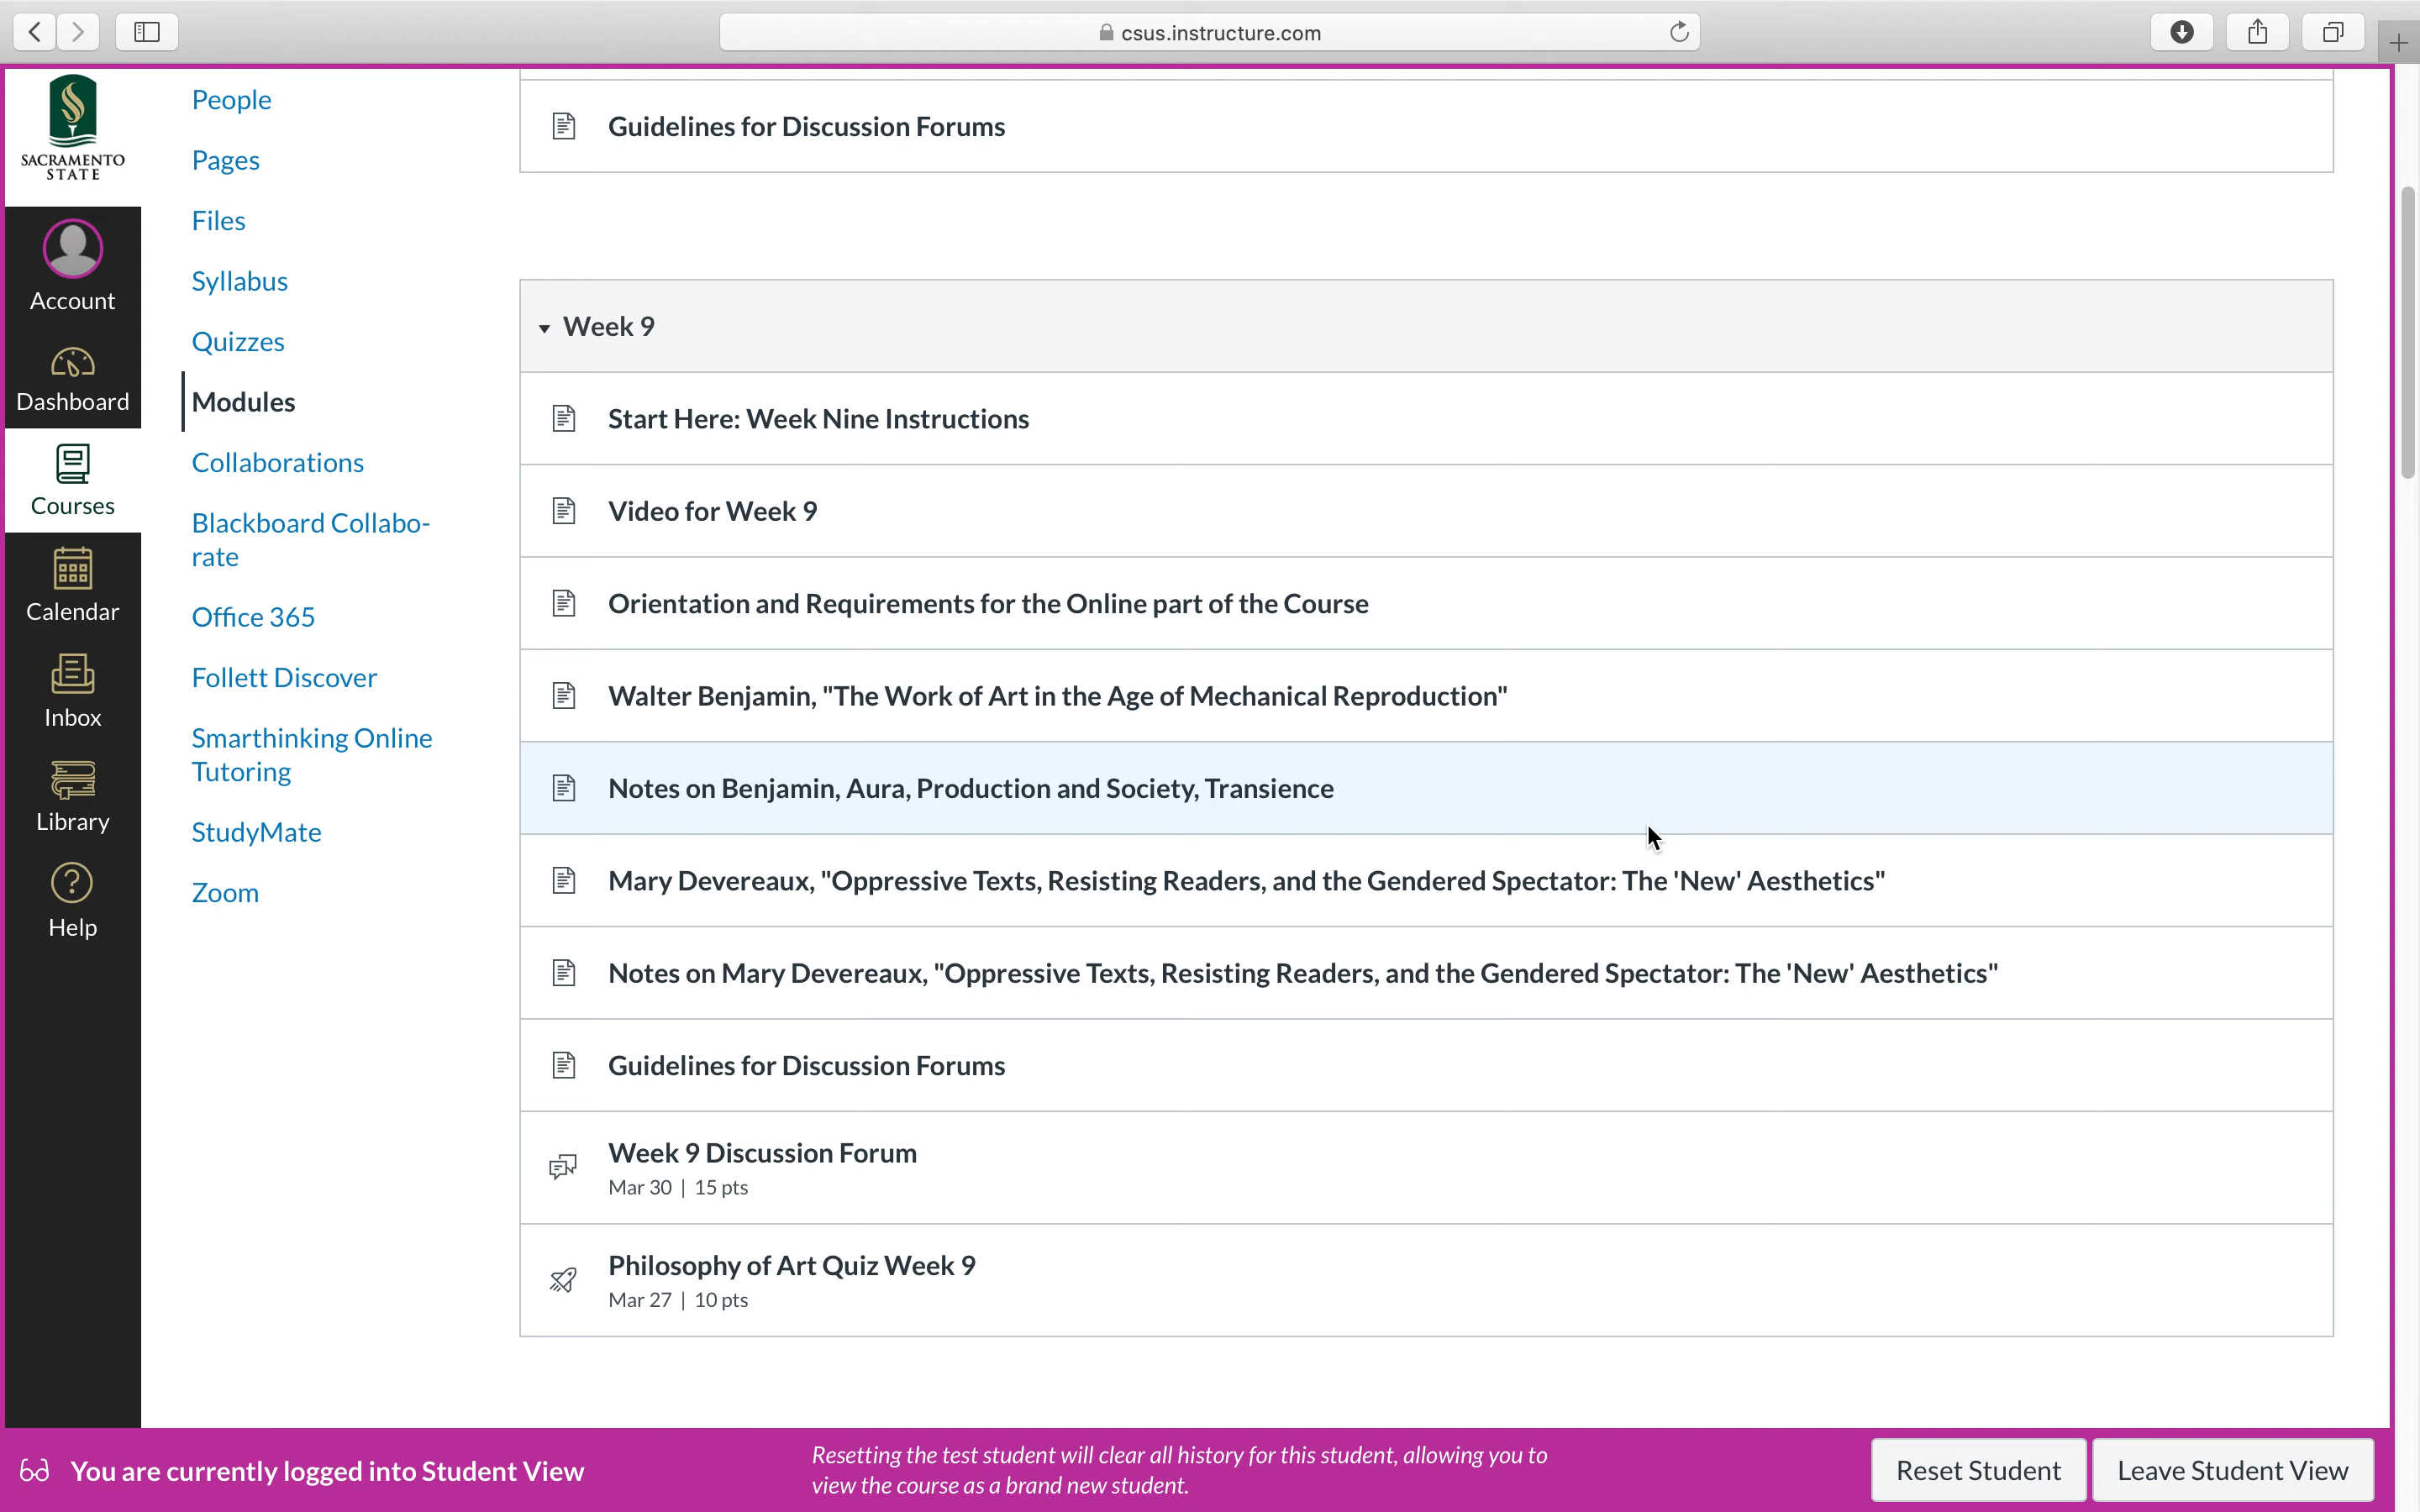 csus.instructure.com
SACRAMENTO
STATE
Account
Dashboard
Courses
Calendar
Inbox
Library
Help
People
Pages
Files
Syllabus
Quizzes
Modules
Collaborations
Blackboard Collabo-
rate
Office 365
Follett Discover
Smarthinking Online
Tutoring
StudyMate
Zoom
Guidelines for Discussion Forums
Week 9
Start Here: Week Nine Instructions
Video for Week 9
Orientation and Requirements for the Online part of the Course
Walter Benjamin, "The Work of Art in the Age of Mechanical Reproduction"
Notes on Benjamin, Aura, Production and Society, Transience
Mary Devereaux, "Oppressive Texts, Resisting Readers, and the Gendered Spectator: The 'New' Aesthetics"
Notes on Mary Devereaux, "Oppressive Texts, Resisting Readers, and the Gendered Spectator: The 'New' Aesthetics"
Guidelines for Discussion Forums
Week 9 Discussion Forum
Mar 30 | 15 pts
Philosophy of Art Quiz Week 9
Mar 27 | 10 pts
You are currently logged into Student View
Resetting the test student will clear all history for this student, allowing you to
view the course as a brand new student.
Reset Student
Leave Student View